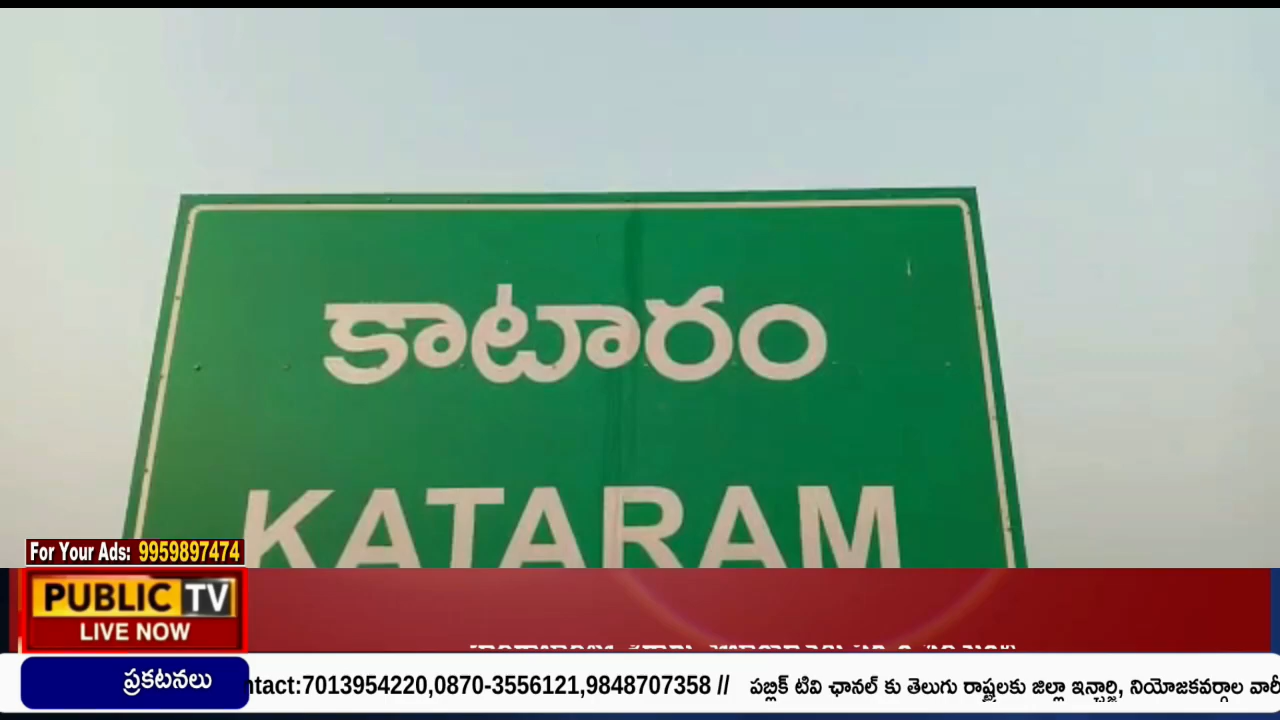 కాటారం
KATARAM
For Your Ads: 9959897474
PUBLIC TV
LIVE NOW
ప్రకటనలు
ntact:7013954220,0870-3556121,9848707358 // పబ్లిక్ టివి ఛానల్ కు తెలుగు రాష్ట్రలకు జిల్లా ఇన్చార్జి, నియోజకవర్గాల వారీ